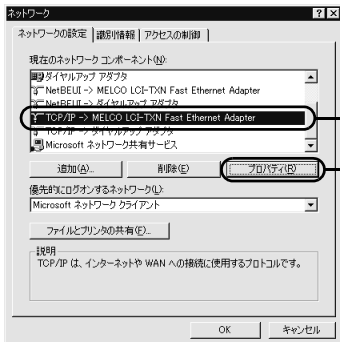 ネットワーク
ネットワークの設定 識別情報 アクセスの制御
現在のネットワーク コンポーネント(N):
ダイヤルアップ アダプタ
NetBEUI -> MELCO LCI-TXN Fast Ethernet Adapter
NetBEUI -> ダイヤルアップ アダプタ
TCP/IP -> MELCO LCI-TXN Fast Ethernet Adapter
TCP/IP -> ダイヤルアップ アダプタ
Microsoft ネットワーク共有サービス
追加(A)... 削除(E) プロパティ(R)
優先的にログオンするネットワーク(L):
Microsoft ネットワーク クライアント
ファイルとプリンタの共有(F)...
説明
TCP/IP は、インターネットや WAN への接続に使用するプロトコルです。
OK キャンセル